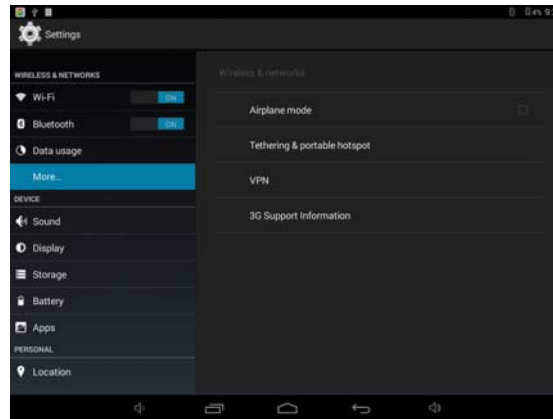 Settings
WIRELESS & NETWORKS
Wi-Fi ON
Bluetooth ON
Data usage
More...
DEVICE
Sound
Display
Storage
Battery
Apps
PERSONAL
Location
Wireless & networks
Airplane mode
Tethering & portable hotspot
VPN
3G Support Information